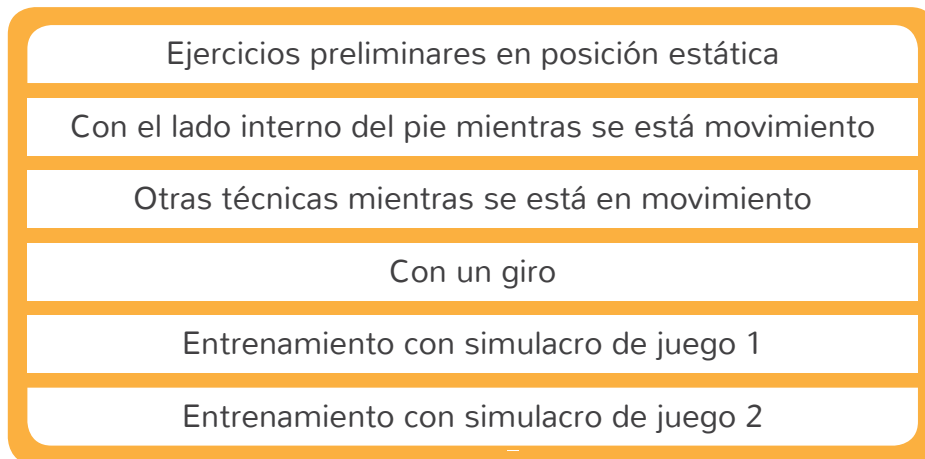 Ejercicios preliminares en posición estática
Con el lado interno del pie mientras se está movimiento
Otras técnicas mientras se está en movimiento
Con un giro
Entrenamiento con simulacro de juego 1
Entrenamiento con simulacro de juego 2